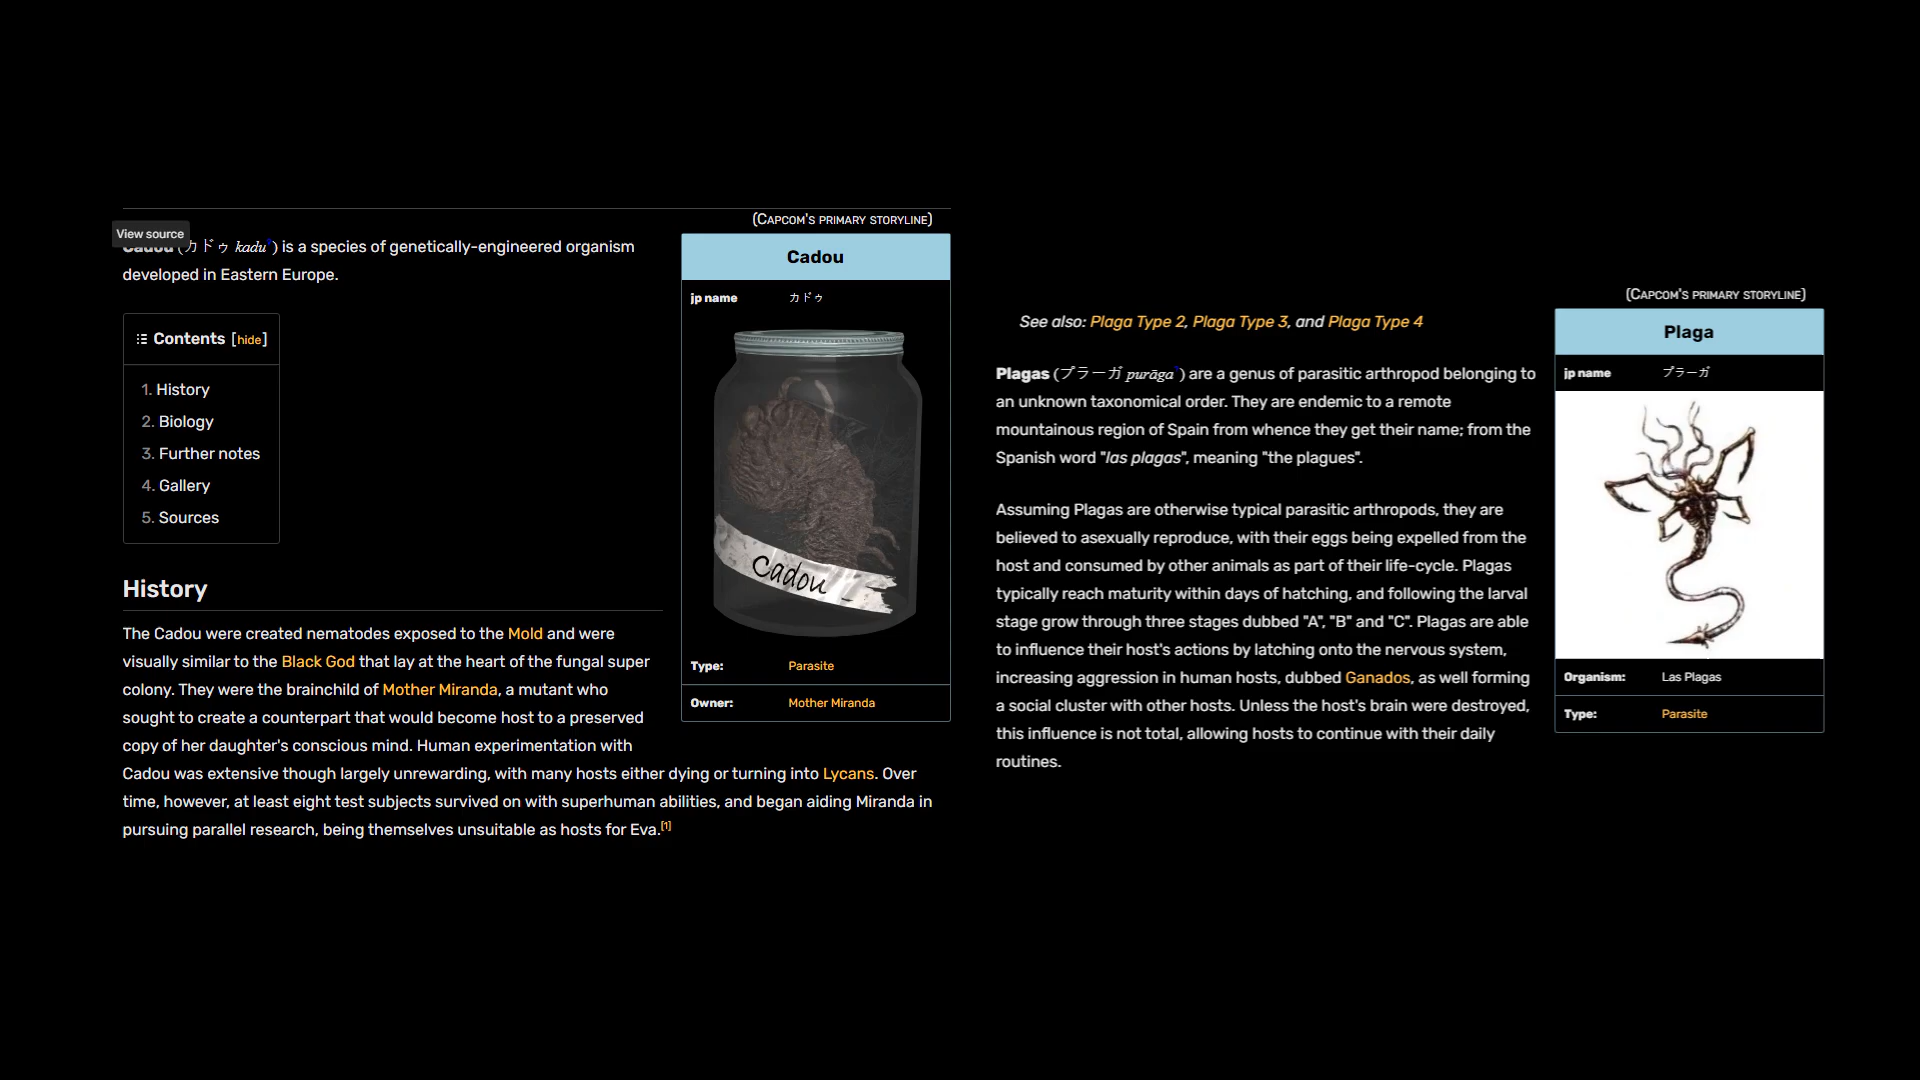 (Capcom's primary storyline)
View source
Cadou (カドゥ kadu?) is a species of genetically-engineered organism
developed in Eastern Europe.
Contents [hide]
1. History
2. Biology
3. Further notes
4. Gallery
5. Sources
Cadou
jp name カドゥ
Cadou
Type: Parasite
Owner: Mother Miranda
History
The Cadou were created nematodes exposed to the Mold and were
visually similar to the Black God that lay at the heart of the fungal super
colony. They were the brainchild of Mother Miranda, a mutant who
sought to create a counterpart that would become host to a preserved
copy of her daughter's conscious mind. Human experimentation with
Cadou was extensive though largely unrewarding, with many hosts either dying or turning into Lycans. Over
time, however, at least eight test subjects survived on with superhuman abilities, and began aiding Miranda in
pursuing parallel research, being themselves unsuitable as hosts for Eva.[1]
(Capcom's primary storyline)
See also: Plaga Type 2, Plaga Type 3, and Plaga Type 4
Plagas (プラーガ purāga?) are a genus of parasitic arthropod belonging to
an unknown taxonomical order. They are endemic to a remote
mountainous region of Spain from whence they get their name; from the
Spanish word "las plagas", meaning "the plagues".
Assuming Plagas are otherwise typical parasitic arthropods, they are
believed to asexually reproduce, with their eggs being expelled from the
host and consumed by other animals as part of their life-cycle. Plagas
typically reach maturity within days of hatching, and following the larval
stage grow through three stages dubbed "A", "B" and "C". Plagas are able
to influence their host's actions by latching onto the nervous system,
increasing aggression in human hosts, dubbed Ganados, as well forming
a social cluster with other hosts. Unless the host's brain were destroyed,
this influence is not total, allowing hosts to continue with their daily
routines.
Plaga
jp name プラーガ
Organism: Las Plagas
Type: Parasite